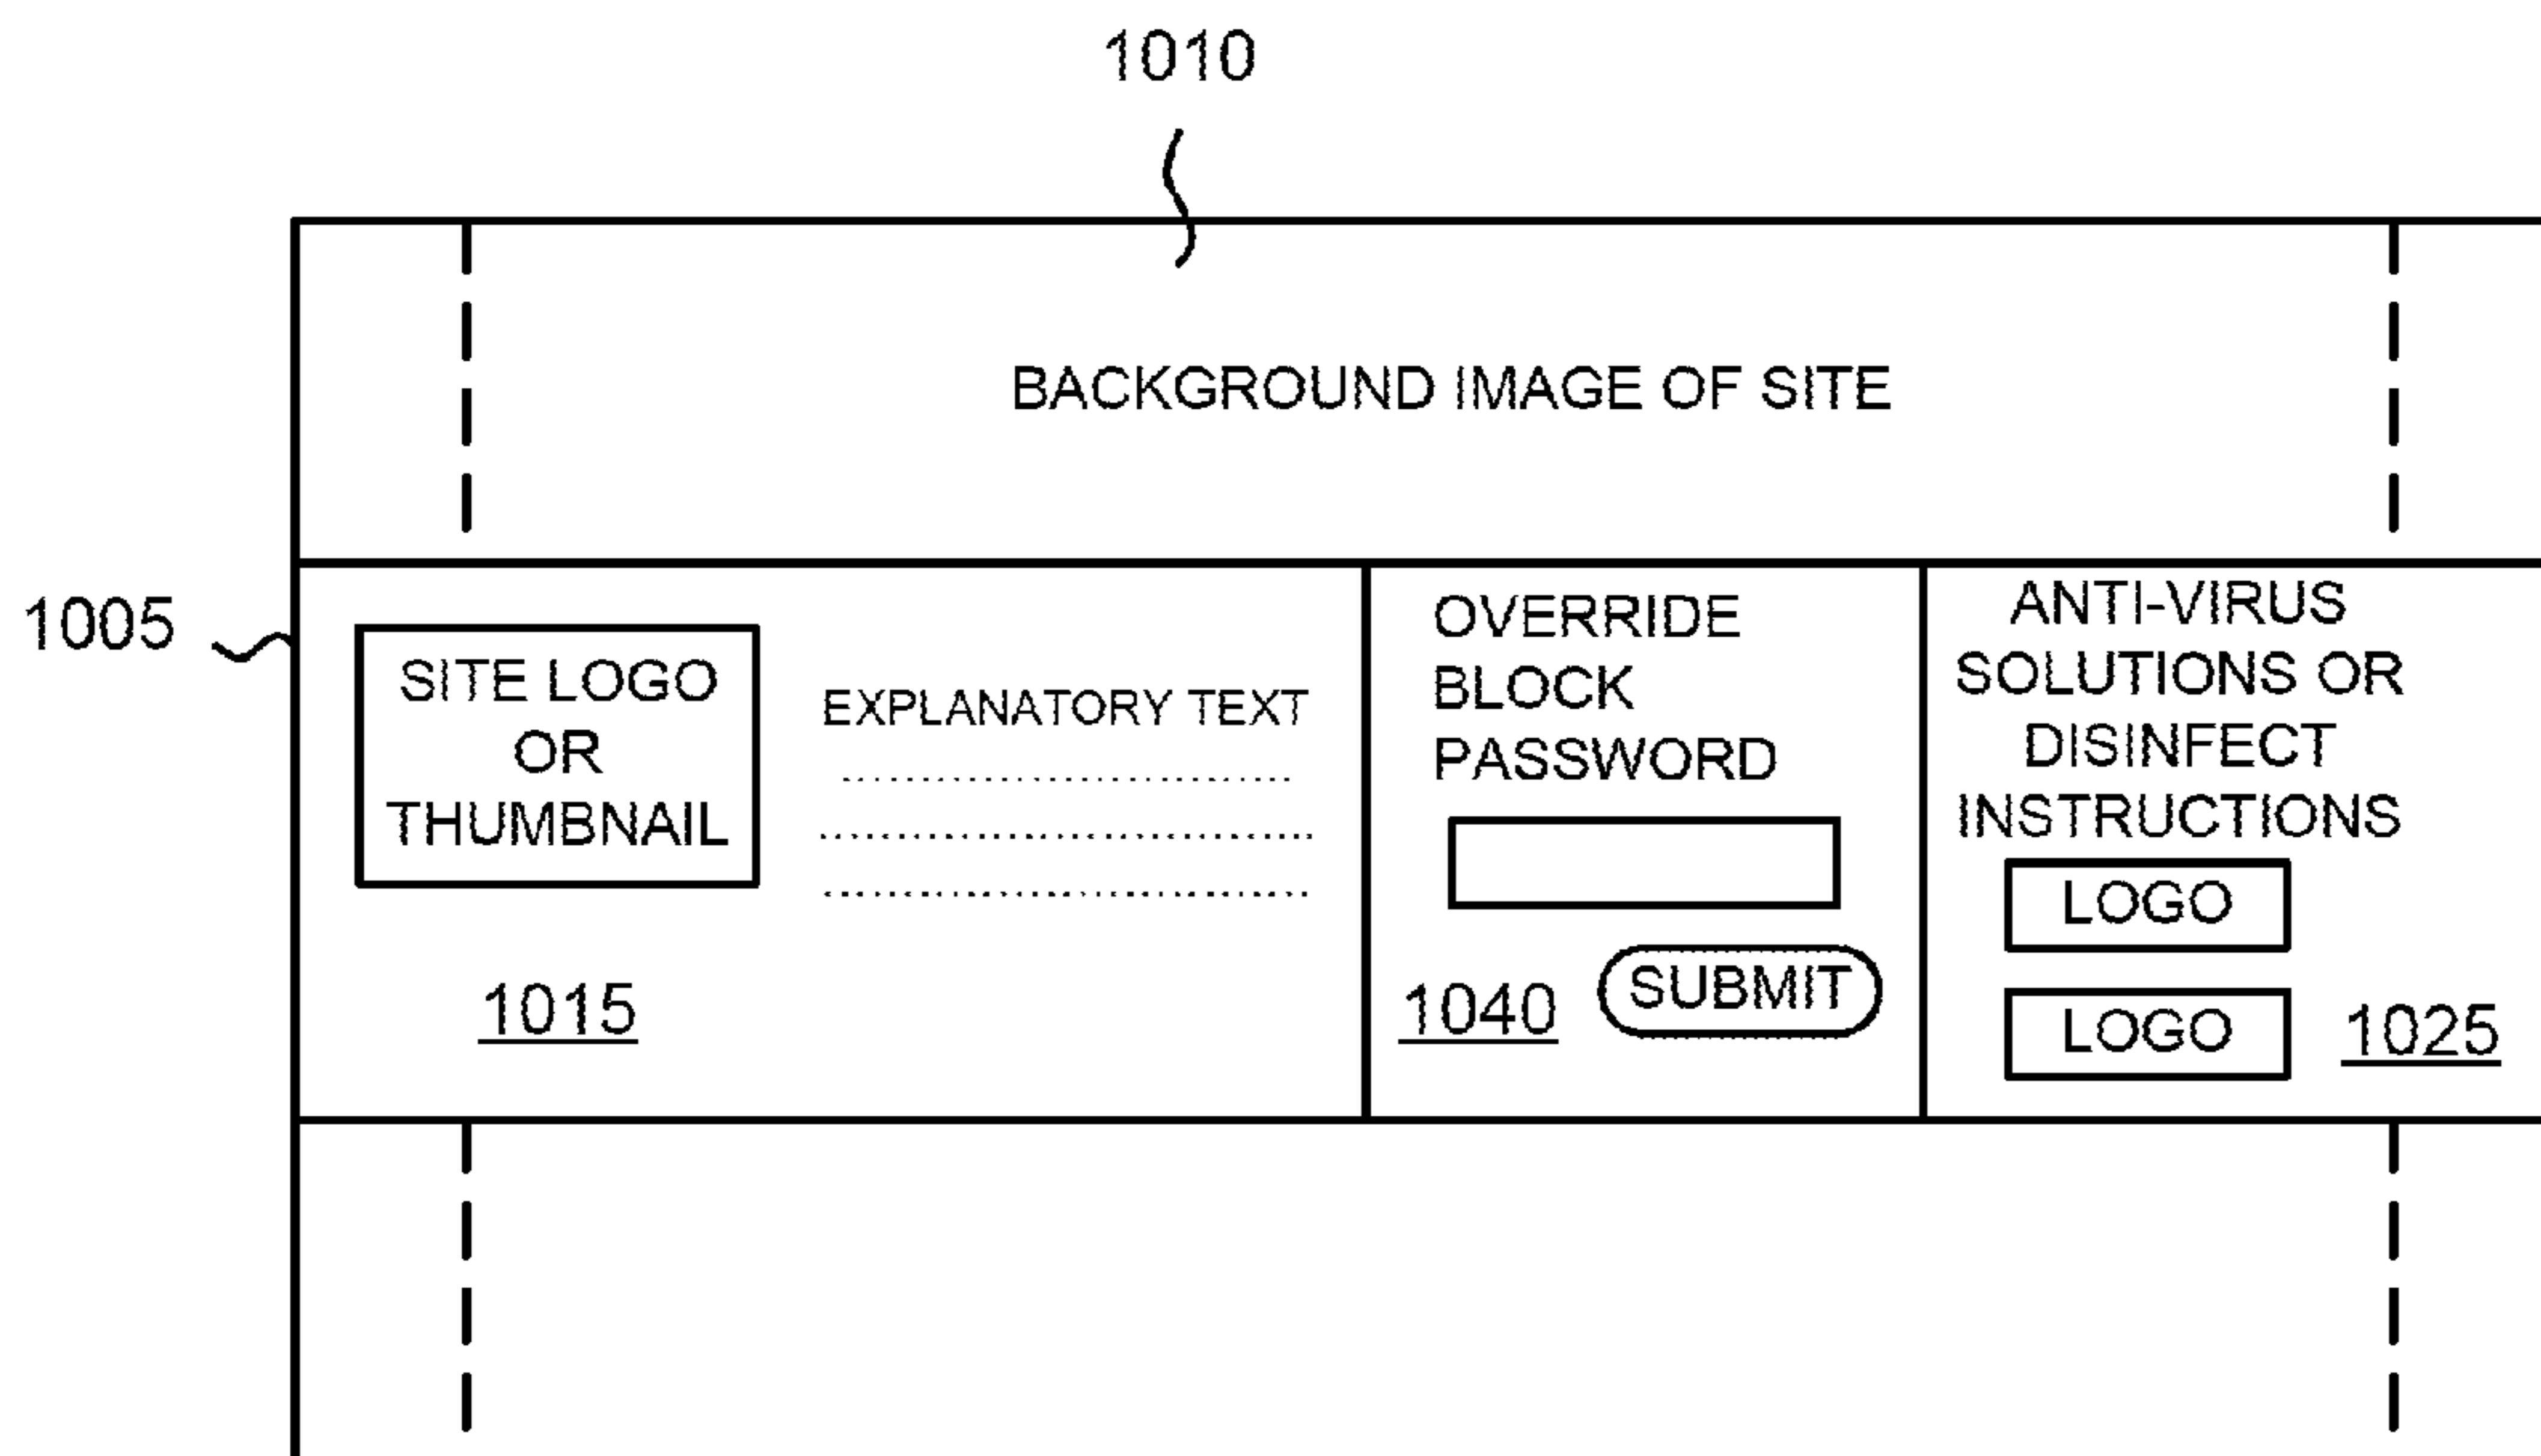 1010
BACKGROUND IMAGE OF SITE
1005
SITE LOGO
OR
THUMBNAIL
EXPLANATORY TEXT
1015
OVERRIDE
BLOCK
PASSWORD
SUBMIT
1040
ANTI-VIRUS
SOLUTIONS OR
DISINFECT
INSTRUCTIONS
LOGO
LOGO
1025